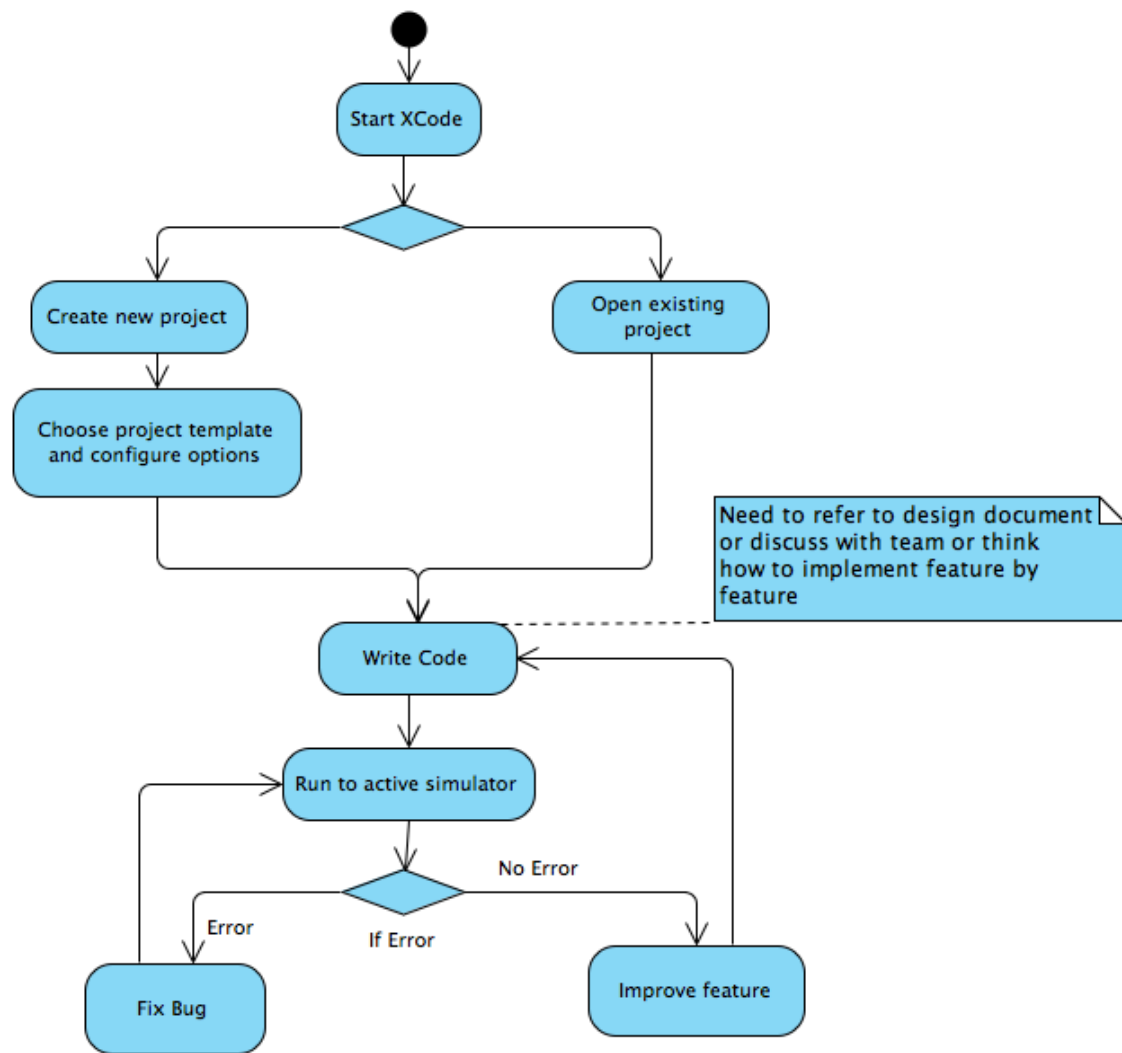 Start XCode
Create new project
Open existing
project
Choose project template
and configure options
Need to refer to design document
or discuss with team or think
how to implement feature by
feature
Write Code
Run to active simulator
No Error
Error
If Error
Fix Bug
Improve feature